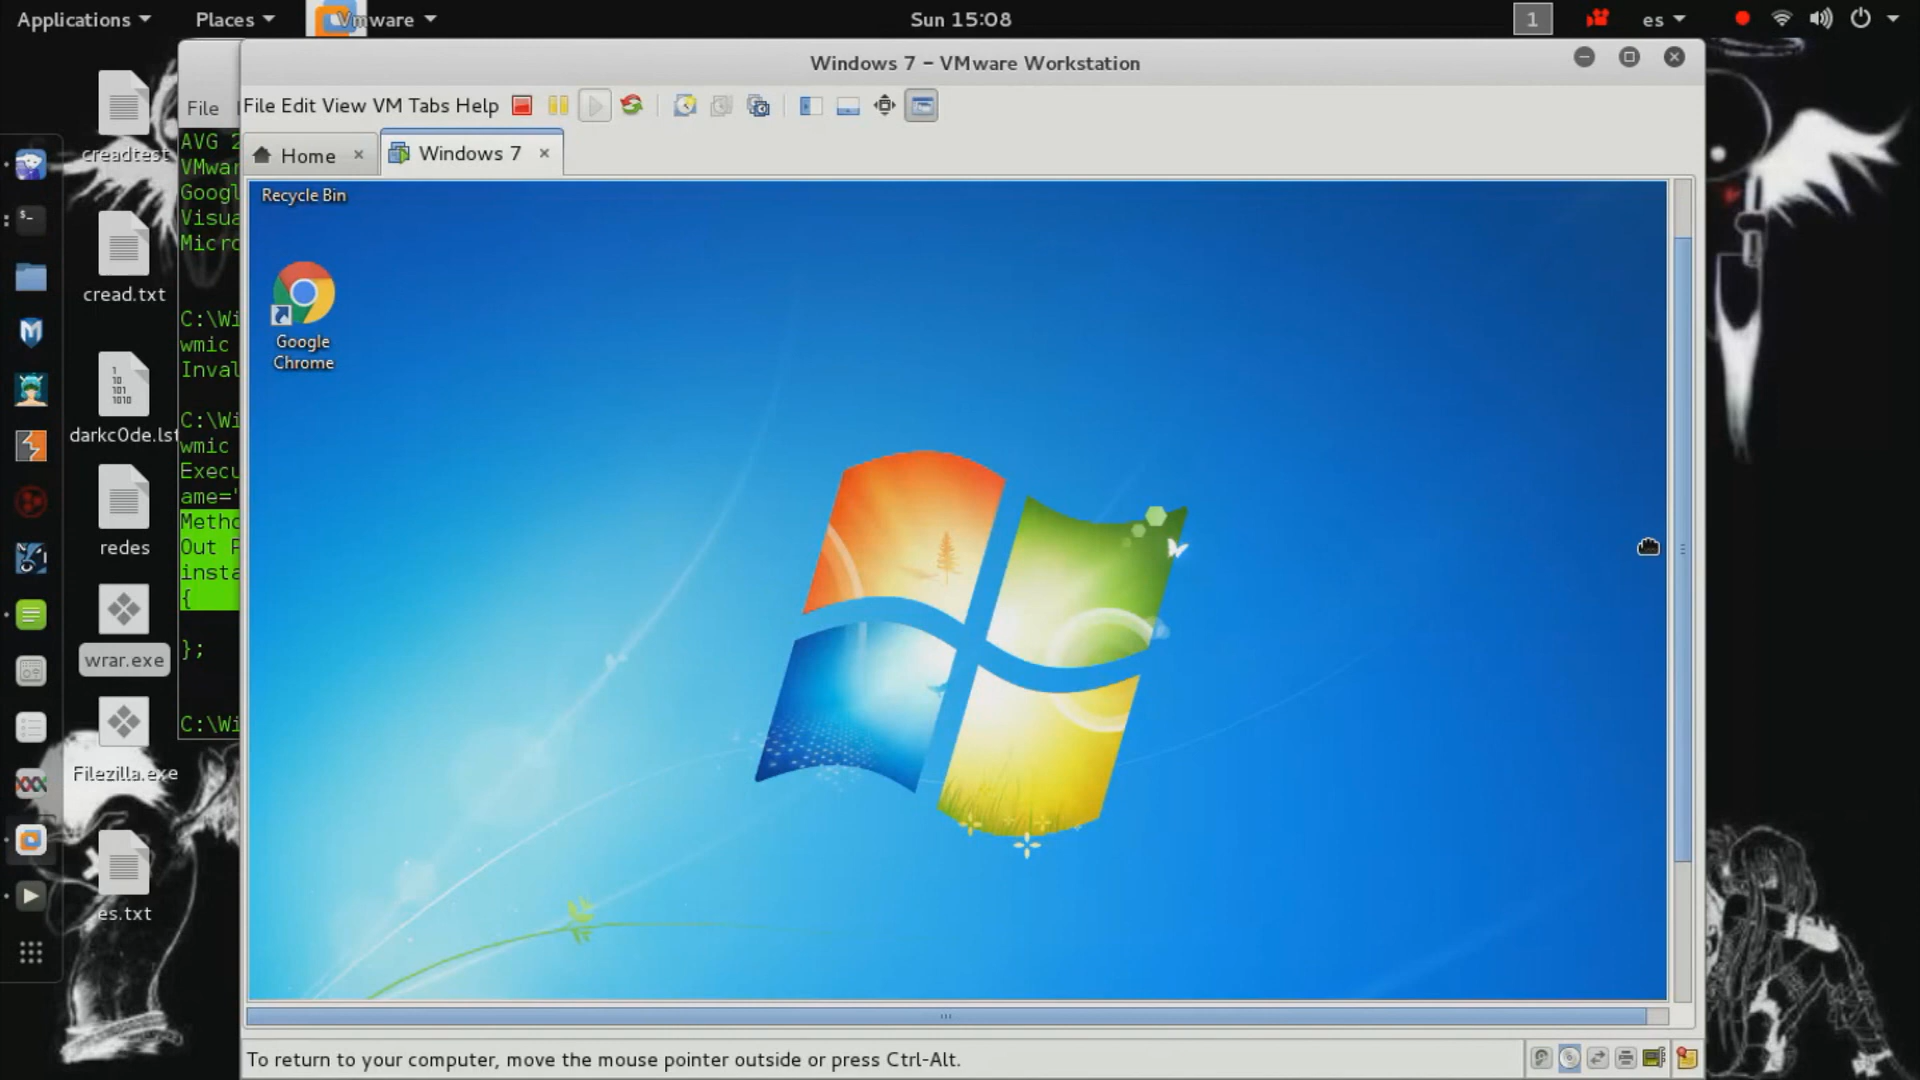 Applications Places Vmware Sun 15:08 1 es
Windows 7 - VMware Workstation
File
File Edit View VM Tabs Help
Home Windows 7
creadtest
cread.txt
darkc0de.lst
redes
wrar.exe
Filezilla.exe
es.txt
AVG 2
VMwar
Googl
Visua
Micro
C:\Wi
wmic
Inval
C:\Wi
wmic
Execu
ame='
Metho
Out P
insta
{
};
C:\Wi
Recycle Bin
Google
Chrome
To return to your computer, move the mouse pointer outside or press Ctrl-Alt.